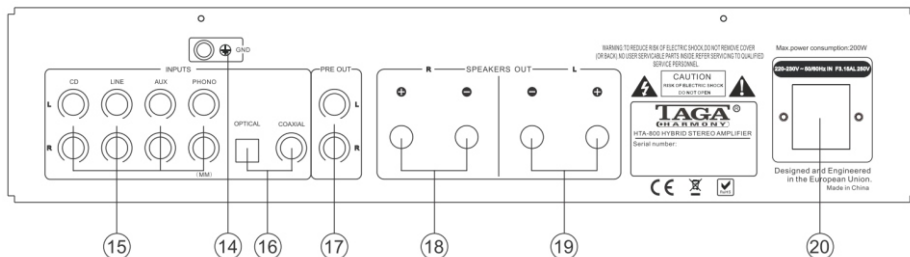 GND
INPUTS
CD LINE AUX PHONO
L
R
(MM)
OPTICAL COAXIAL
PRE OUT
L
R
R SPEAKERS OUT L
+ - - +
WARNING:TO REDUCE RISK OF ELECTRIC SHOCK,DO NOT REMOVE COVER
(OR BACK).NO USER SERVICABLE PARTS INSIDE.REFER SERVICING TO QUALIFIED
SERVICE PERSONNEL.
CAUTION
RISK OF ELECTRIC SHOCK
DO NOT OPEN
TAGA®
HARMONY
HTA-800 HYBRID STEREO AMPLIFIER
Serial number:
CE
RoHS
Max.power consumption:200W
220-230V~50/60Hz IN F3.15AL 250V
Designed and Engineered
in the European Union.
Made in China
15 14 16 17 18 19 20